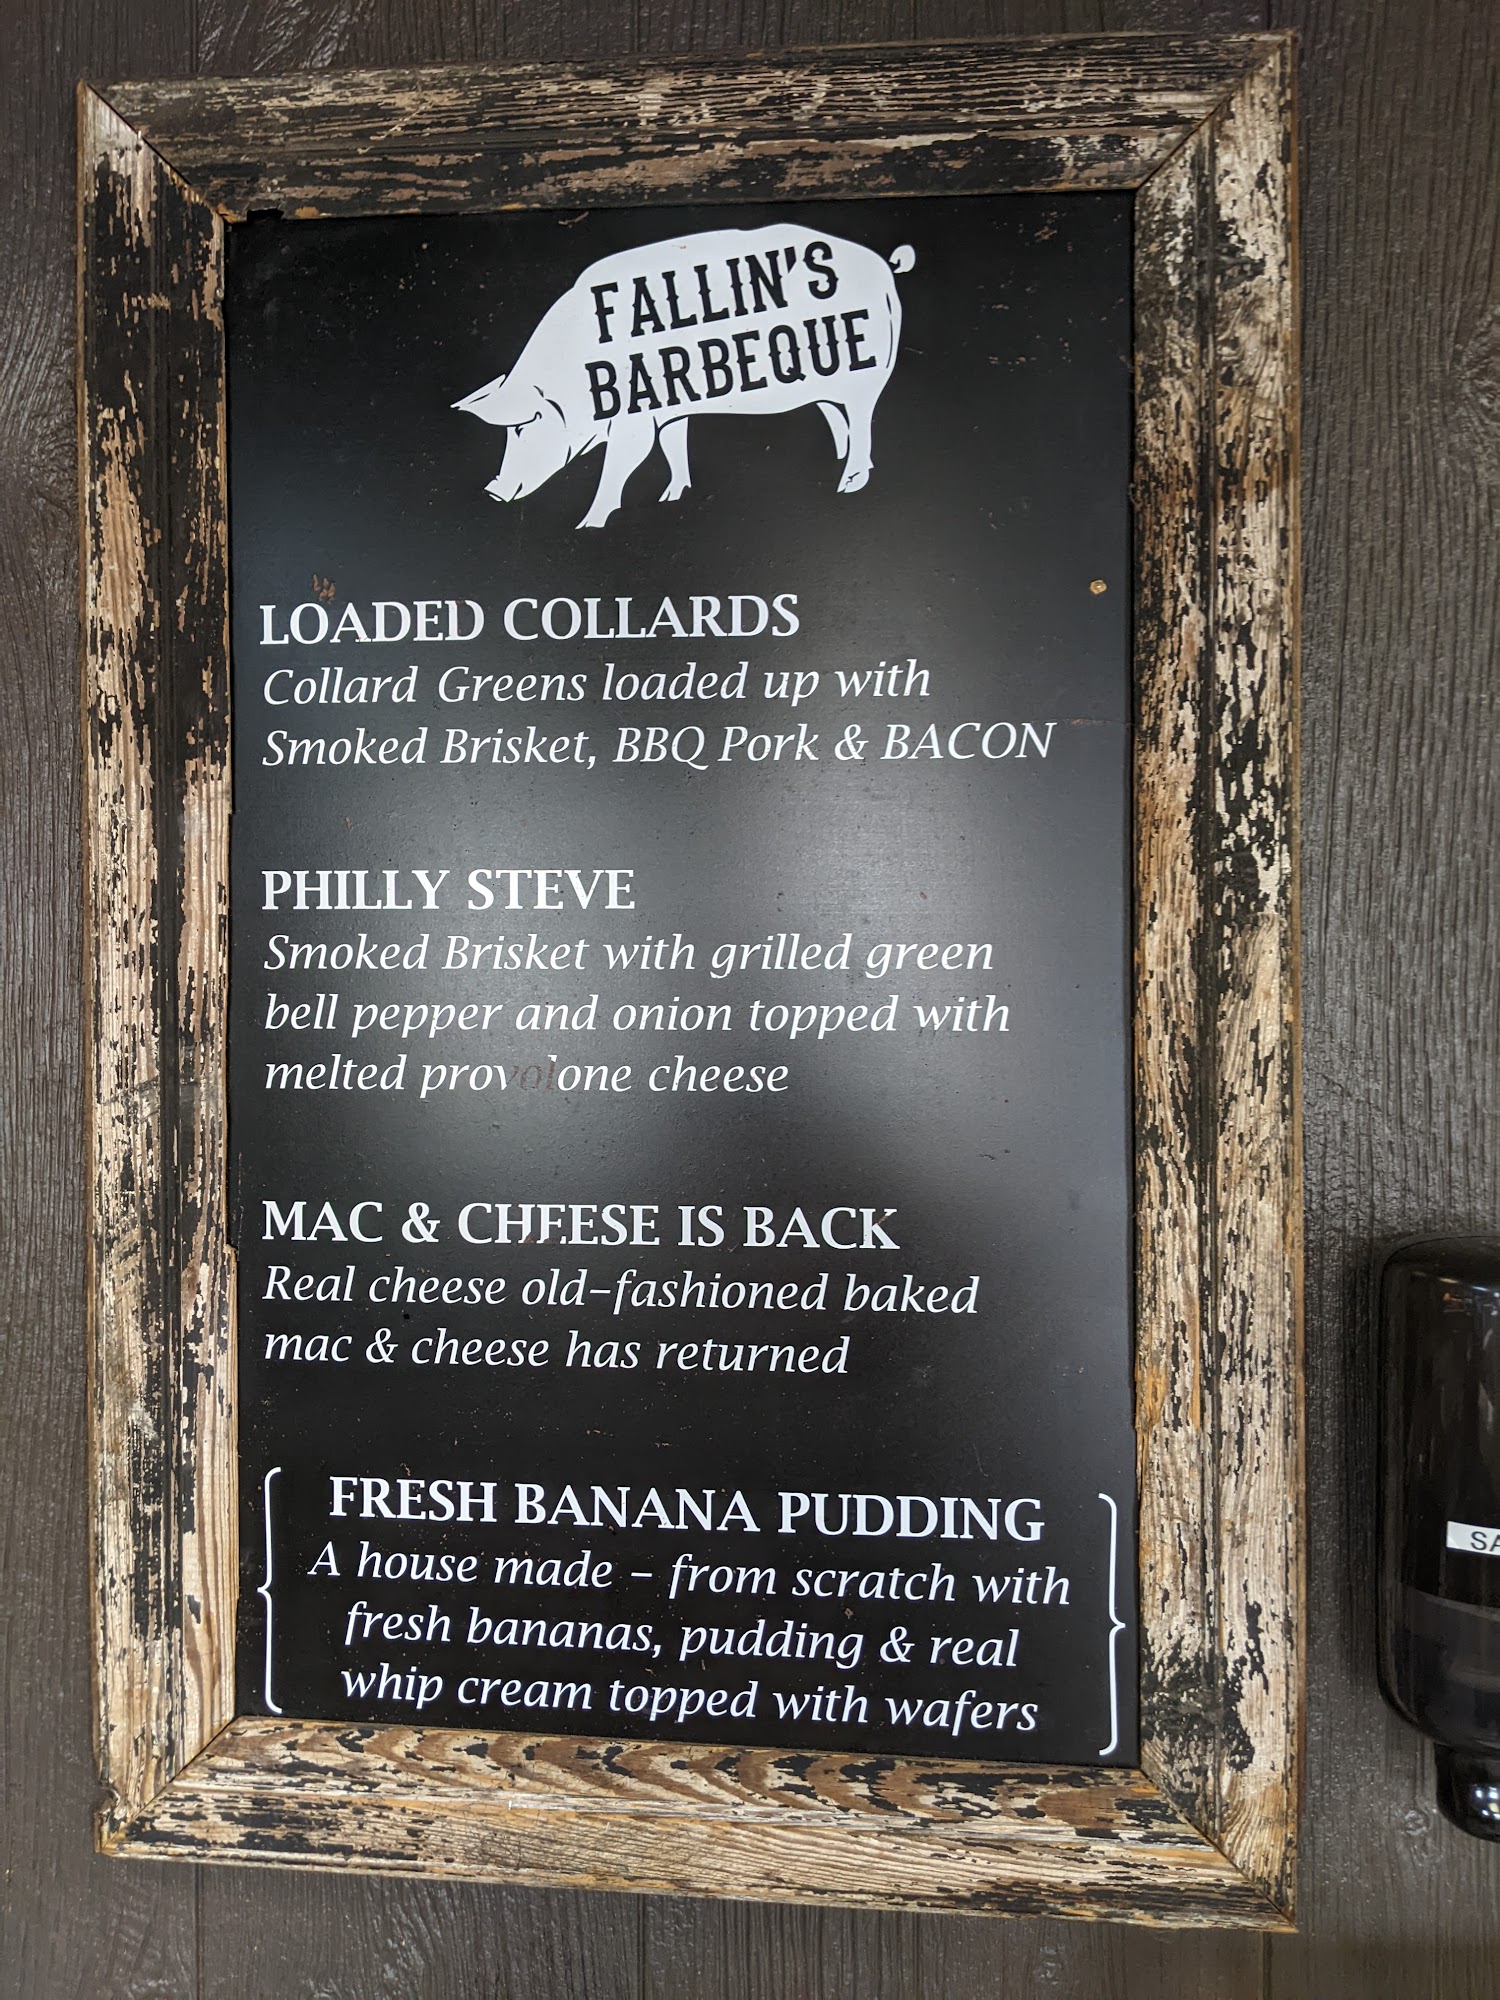 FALLIN'S
BARBEQUE
LOADED COLLARDS
Collard Greens loaded up with
Smoked Brisket, BBQ Pork & BACON
PHILLY STEVE
Smoked Brisket with grilled green
bell pepper and onion topped with
melted provolone cheese
MAC & CHEESE IS BACK
Real cheese old-fashioned baked
mac & cheese has returned
FRESH BANANA PUDDING
A house made - from scratch with
fresh bananas, pudding & real
whip cream topped with wafers